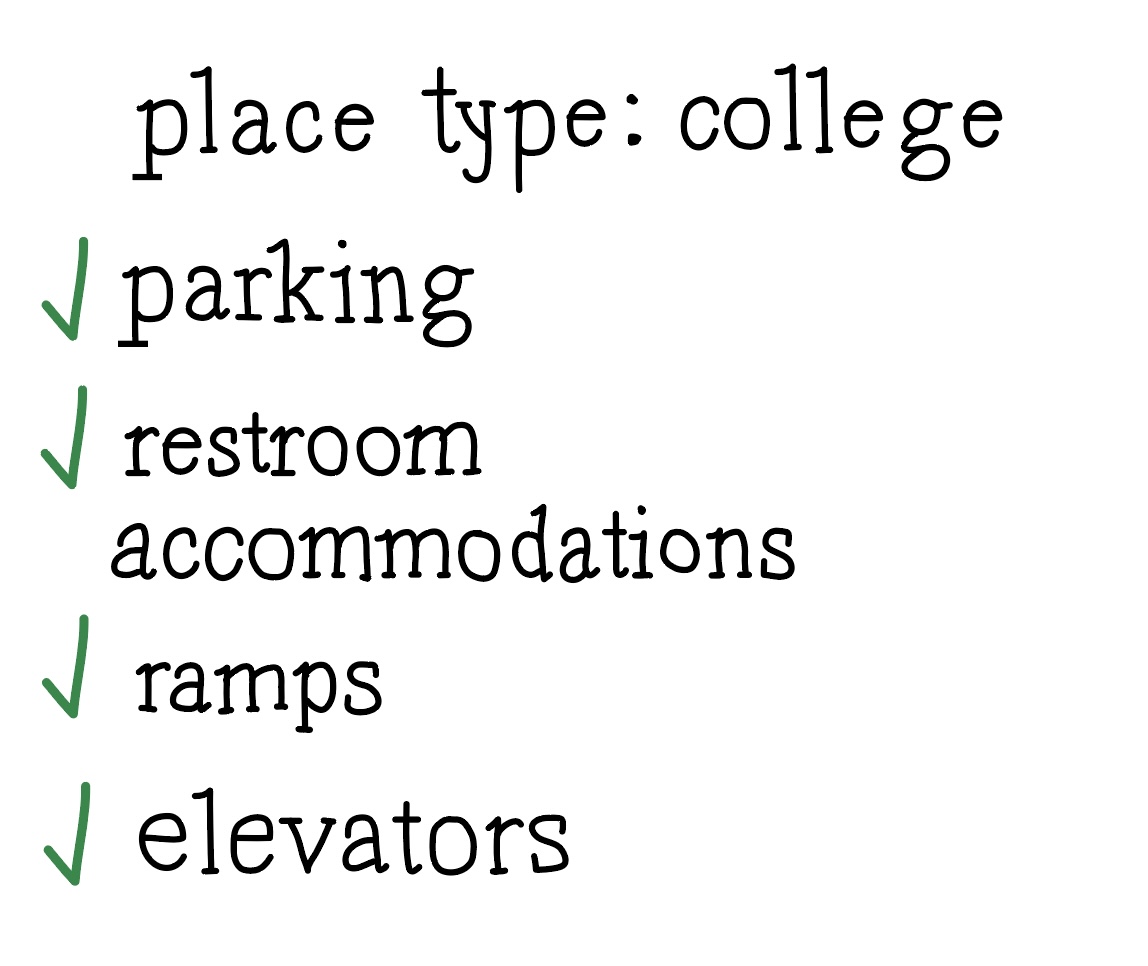 place type: college
✓ parking
✓ restroom
accommodations
✓ ramps
✓ elevators